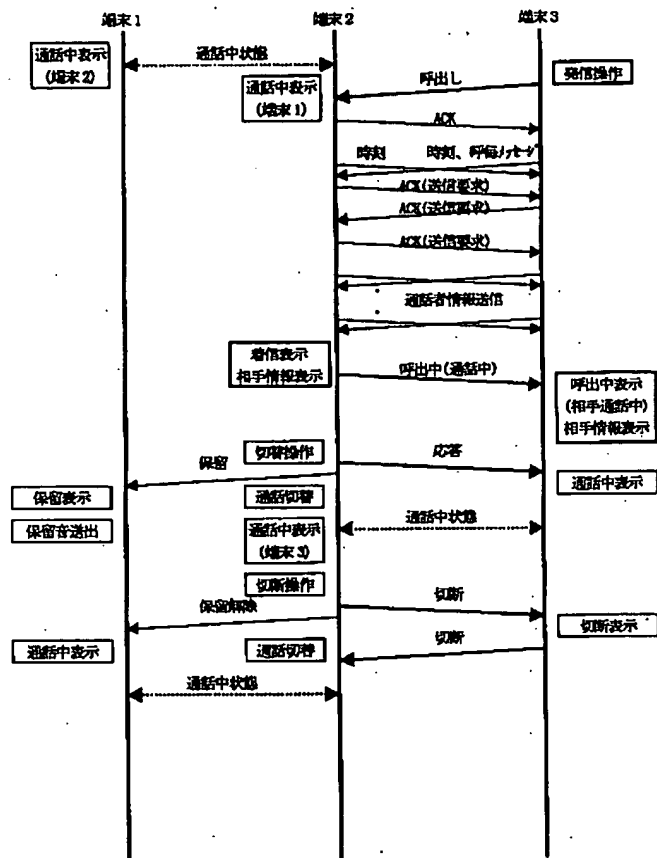 端末1
端末2
端末3
通話中表示
(端末2)
通話中状態
通話中表示
(端末1)
呼出し
発信操作
ACK
時刻
時刻、呼毎メッセージ
ACK(送信要求)
ACK(送信要求)
ACK(送信要求)
通話者情報送信
着信表示
相手情報表示
呼出中(通話中)
呼出中表示
(相手通話中)
相手情報表示
切替操作
保留
応答
通話中表示
保留表示
通話切替
保留音送出
通話中表示
(端末3)
通話中状態
切断操作
保留解除
切断
切断表示
通話中表示
通話切替
切断
通話中状態